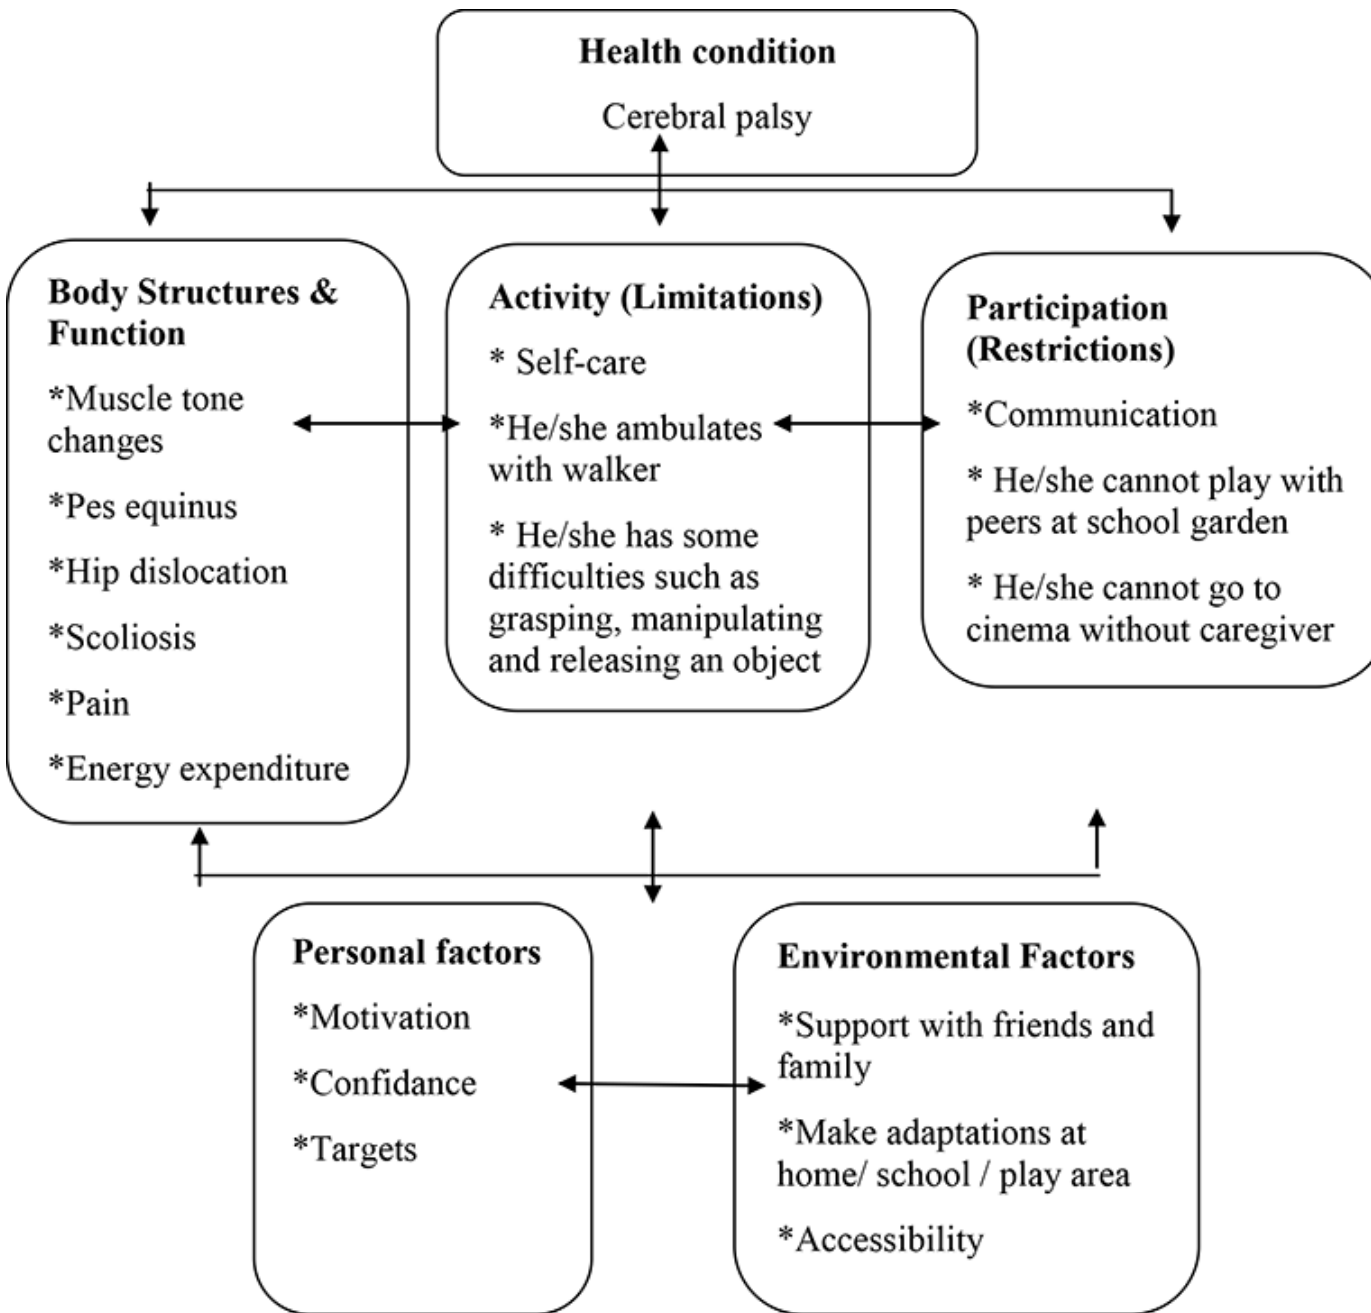 Health condition
Cerebral palsy
Body Structures &
Function
*Muscle tone
changes
*Pes equinus
*Hip dislocation
*Scoliosis
*Pain
*Energy expenditure
Activity (Limitations)
* Self-care
*He/she ambulates
with walker
* He/she has some
difficulties such as
grasping, manipulating
and releasing an object
Participation
(Restrictions)
*Communication
* He/she cannot play with
peers at school garden
* He/she cannot go to
cinema without caregiver
Personal factors
*Motivation
*Confidance
*Targets
Environmental Factors
*Support with friends and
family
*Make adaptations at
home/ school / play area
*Accessibility